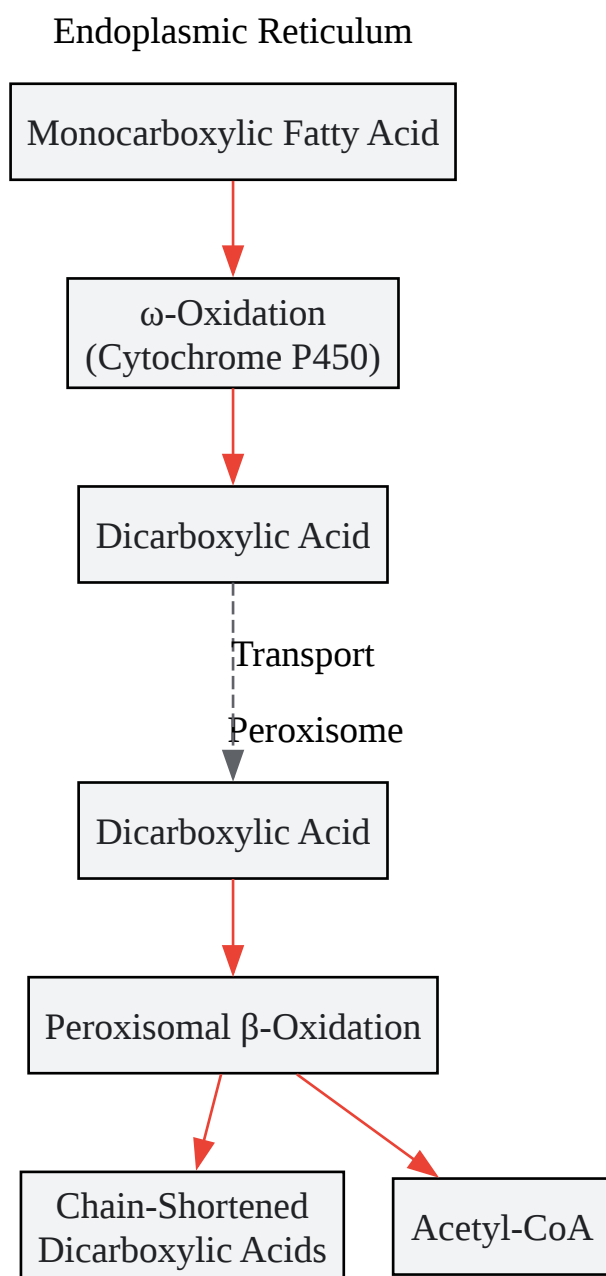 Endoplasmic Reticulum
Monocarboxylic Fatty Acid
ω-Oxidation
(Cytochrome P450)
Dicarboxylic Acid
Transport
Peroxisome
Dicarboxylic Acid
Peroxisomal β-Oxidation
Chain-Shortened
Dicarboxylic Acids
Acetyl-CoA